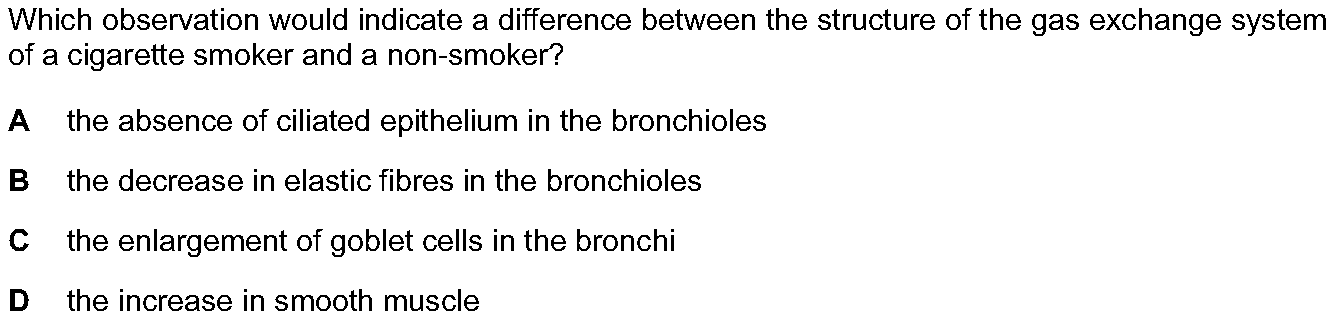 Which observation would indicate a difference between the structure of the gas exchange system
of a cigarette smoker and a non-smoker?
A the absence of ciliated epithelium in the bronchioles
B the decrease in elastic fibres in the bronchioles
C the enlargement of goblet cells in the bronchi
D the increase in smooth muscle